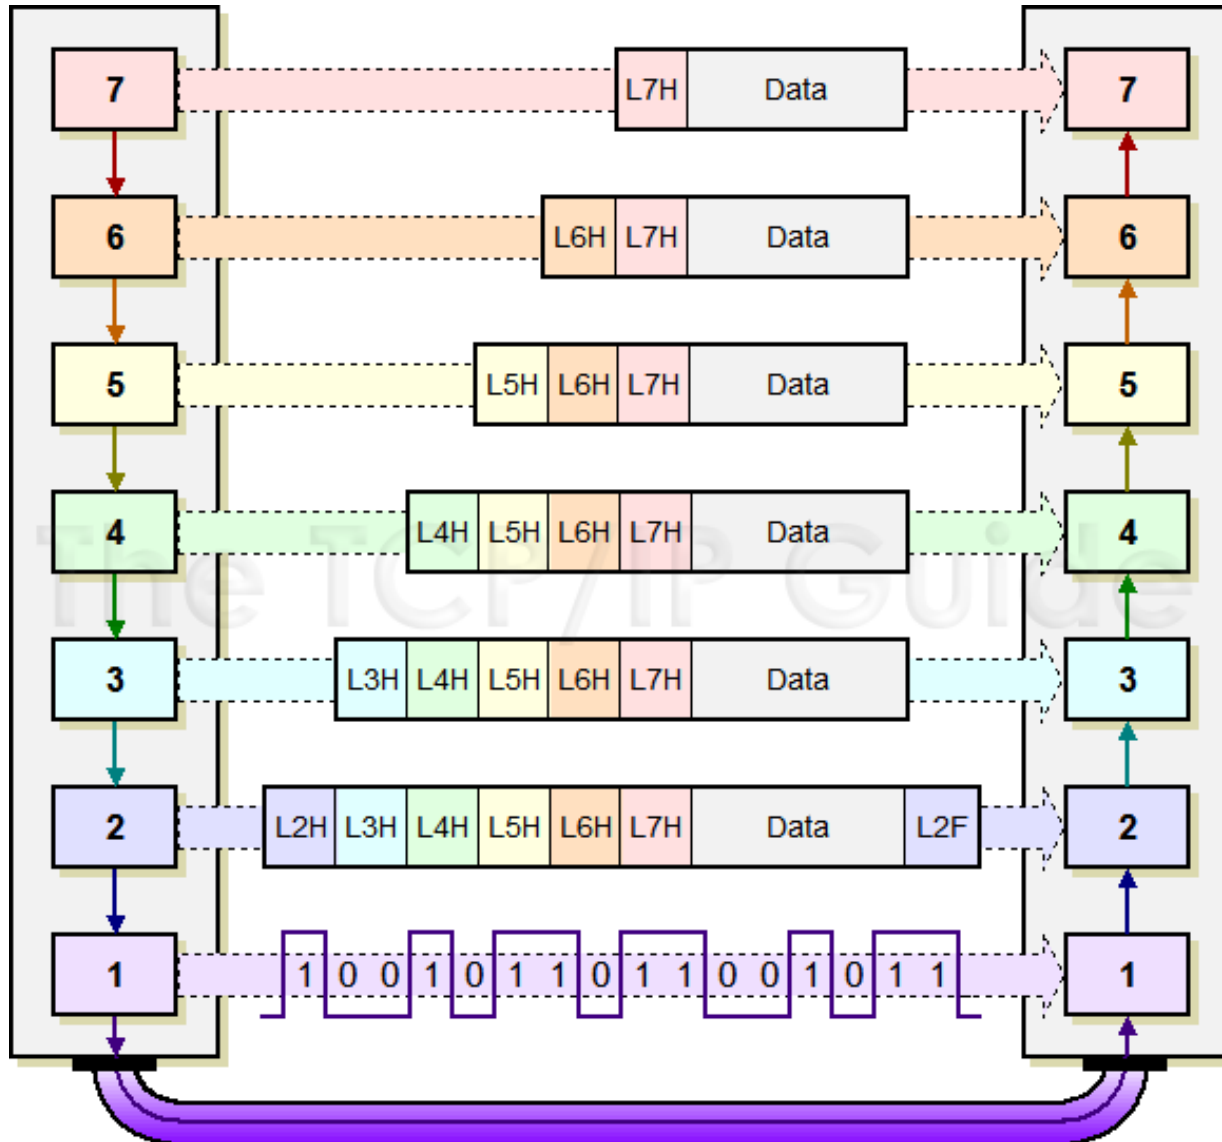 7 L7H Data 7
6 L6H L7H Data 6
5 L5H L6H L7H Data 5
4 L4H L5H L6H L7H Data 4
The TCP/IP Guide
3 L3H L4H L5H L6H L7H Data 3
2 L2H L3H L4H L5H L6H L7H Data L2F 2
1 1 0 0 1 0 1 1 0 1 1 0 0 1 0 1 1 1